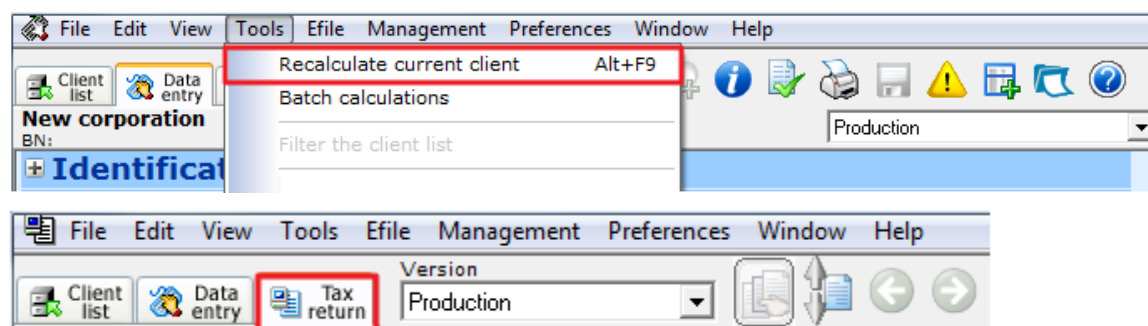 File Edit View Tools Efile Management Preferences Window Help
Recalculate current client Alt+F9
Client list Data entry
Batch calculations
New corporation
Production
BN:
Filter the client list
Identificat
File Edit View Tools Efile Management Preferences Window Help
Version
Client list Data entry Tax return Production